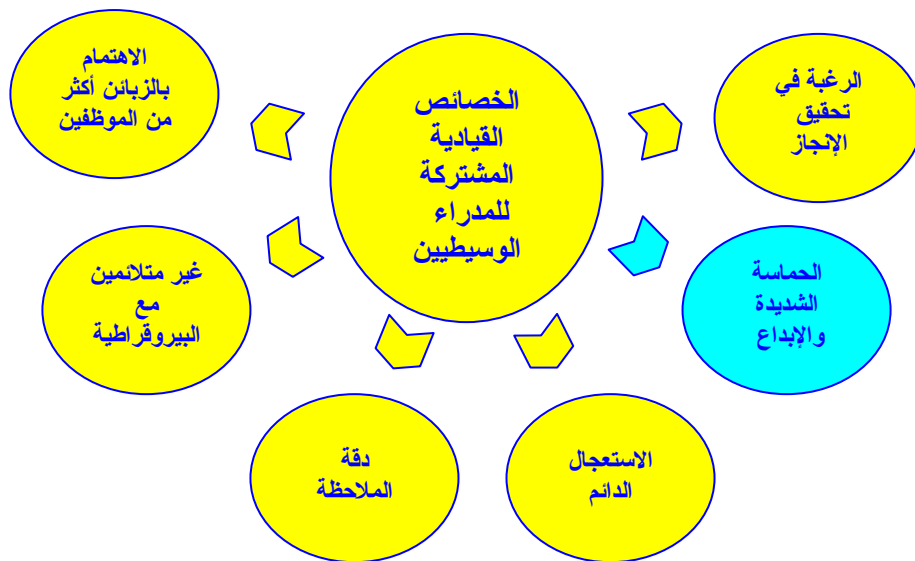 الخصائص
القيادية
المشتركة
للمدراء
الوسيطيين
الرغبة في
تحقيق
الإنجاز
الحماسة
الشديدة
والإبداع
الاستعجال
الدائم
دقة
الملاحظة
غير متلائمين
مع
البيروقراطية
الاهتمام
بالزبائن أكثر
من الموظفين